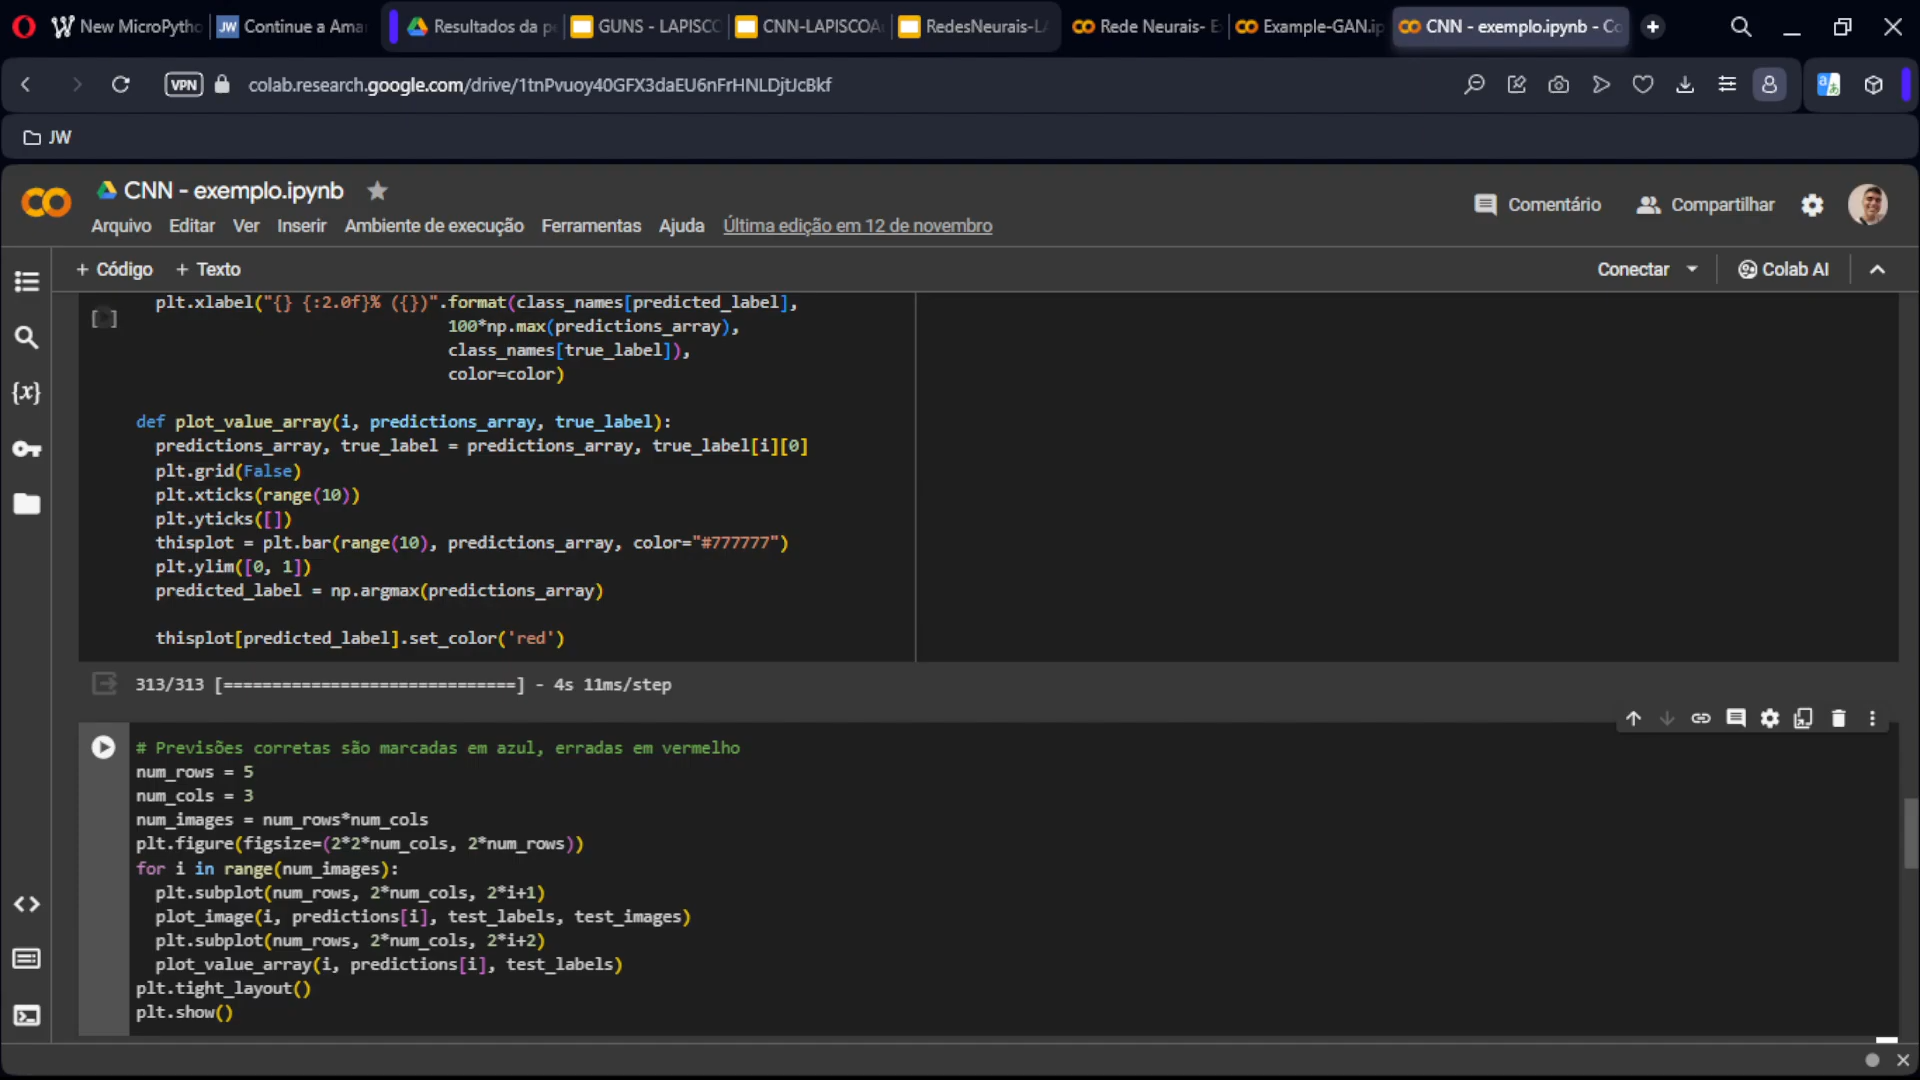 New MicroPytho
JW Continue a Ama
Resultados da pe
GUNS - LAPISCO
CNN-LAPISCOA
RedesNeurais-L
Rede Neurais- E
Example-GAN.ip
CNN - exemplo.ipynb - Co
VPN colab.research.google.com/drive/1tnPvuoy40GFX3daEU6nFrHNLDjtJcBkf
JW
CNN - exemplo.ipynb
Comentário
Compartilhar
Arquivo Editar Ver Inserir Ambiente de execução Ferramentas Ajuda Última edição em 12 de novembro
+ Código + Texto
Conectar
Colab AI
plt.xlabel("{} {:2.0f}% ({})".format(class_names[predicted_label],
[ ]
100*np.max(predictions_array),
class_names[true_label]),
color=color)
def plot_value_array(i, predictions_array, true_label):
predictions_array, true_label = predictions_array, true_label[i][0]
plt.grid(False)
plt.xticks(range(10))
plt.yticks([])
thisplot = plt.bar(range(10), predictions_array, color="#777777")
plt.ylim([0, 1])
predicted_label = np.argmax(predictions_array)
thisplot[predicted_label].set_color('red')
313/313 [==============================] - 4s 11ms/step
# Previsões corretas são marcadas em azul, erradas em vermelho
num_rows = 5
num_cols = 3
num_images = num_rows*num_cols
plt.figure(figsize=(2*2*num_cols, 2*num_rows))
for i in range(num_images):
plt.subplot(num_rows, 2*num_cols, 2*i+1)
plot_image(i, predictions[i], test_labels, test_images)
plt.subplot(num_rows, 2*num_cols, 2*i+2)
plot_value_array(i, predictions[i], test_labels)
plt.tight_layout()
plt.show()